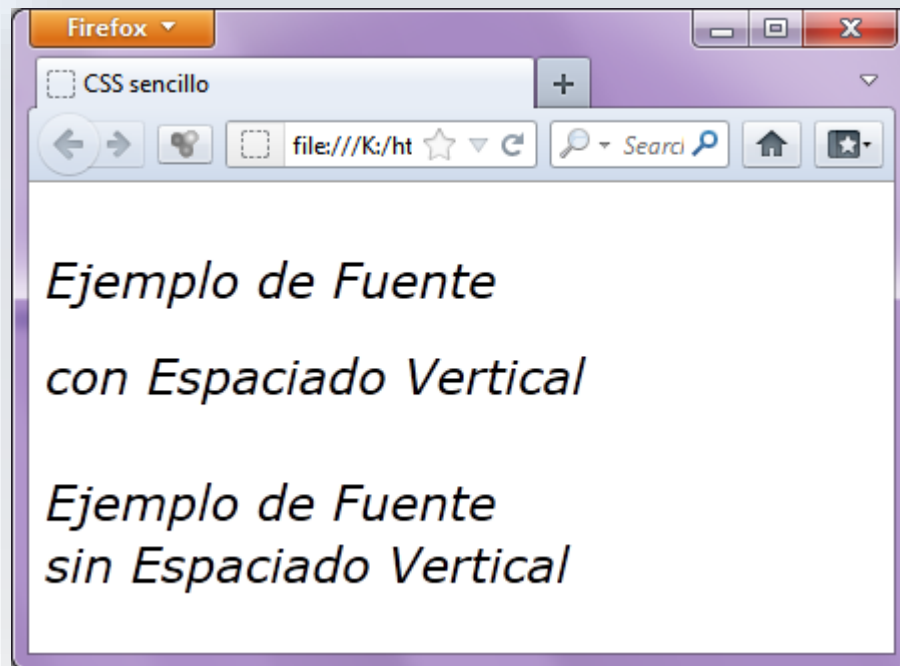 Firefox
CSS sencillo
file:///K:/ht
Searc
Ejemplo de Fuente
con Espaciado Vertical
Ejemplo de Fuente
sin Espaciado Vertical